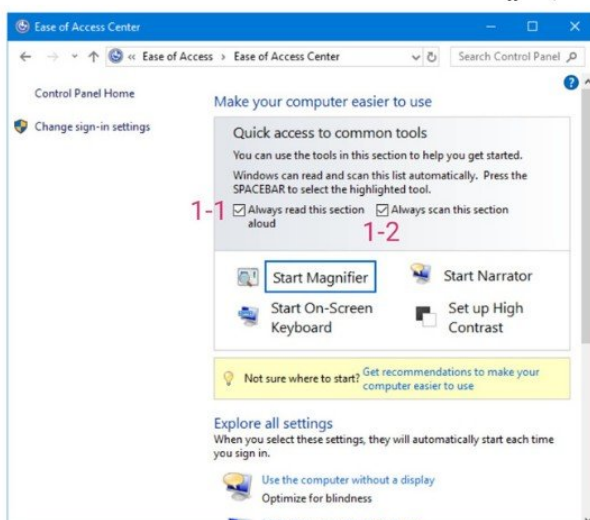 Ease of Access Center
« Ease of Access › Ease of Access Center
Search Control Panel
Control Panel Home
Change sign-in settings
Make your computer easier to use
Quick access to common tools
You can use the tools in this section to help you get started.
Windows can read and scan this list automatically. Press the
SPACEBAR to select the highlighted tool.
1-1
Always read this section
aloud
Always scan this section
1-2
Start Magnifier
Start Narrator
Start On-Screen
Keyboard
Set up High
Contrast
Not sure where to start? Get recommendations to make your
computer easier to use
Explore all settings
When you select these settings, they will automatically start each time
you sign in.
Use the computer without a display
Optimize for blindness